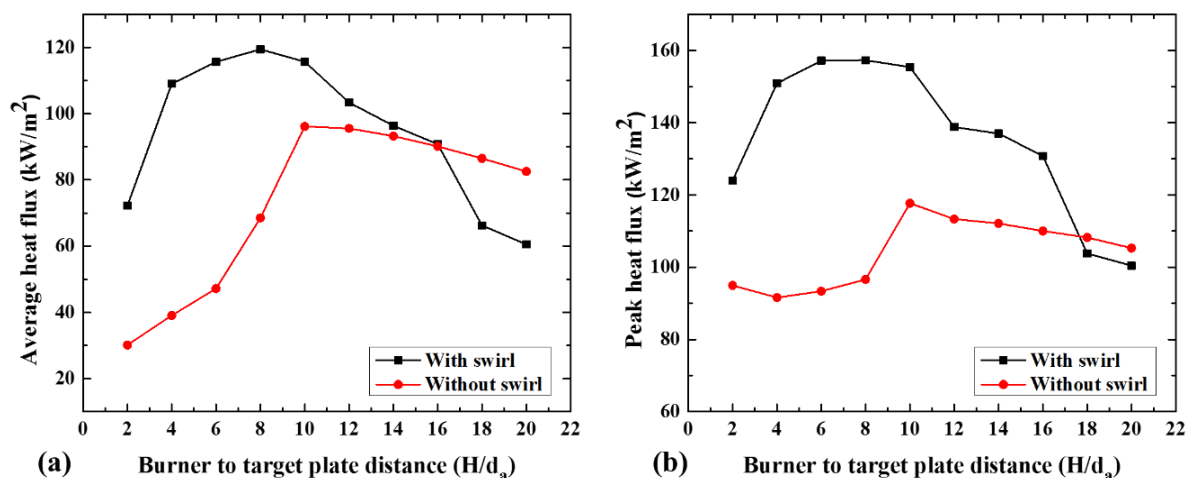 Average heat flux (kW/m²)
120
100
80
60
40
20
With swirl
Without swirl
0 2 4 6 8 10 12 14 16 18 20 22
(a) Burner to target plate distance (H/dₐ)
Peak heat flux (kW/m²)
160
140
120
100
80
60
With swirl
Without swirl
0 2 4 6 8 10 12 14 16 18 20 22
(b) Burner to target plate distance (H/dₐ)